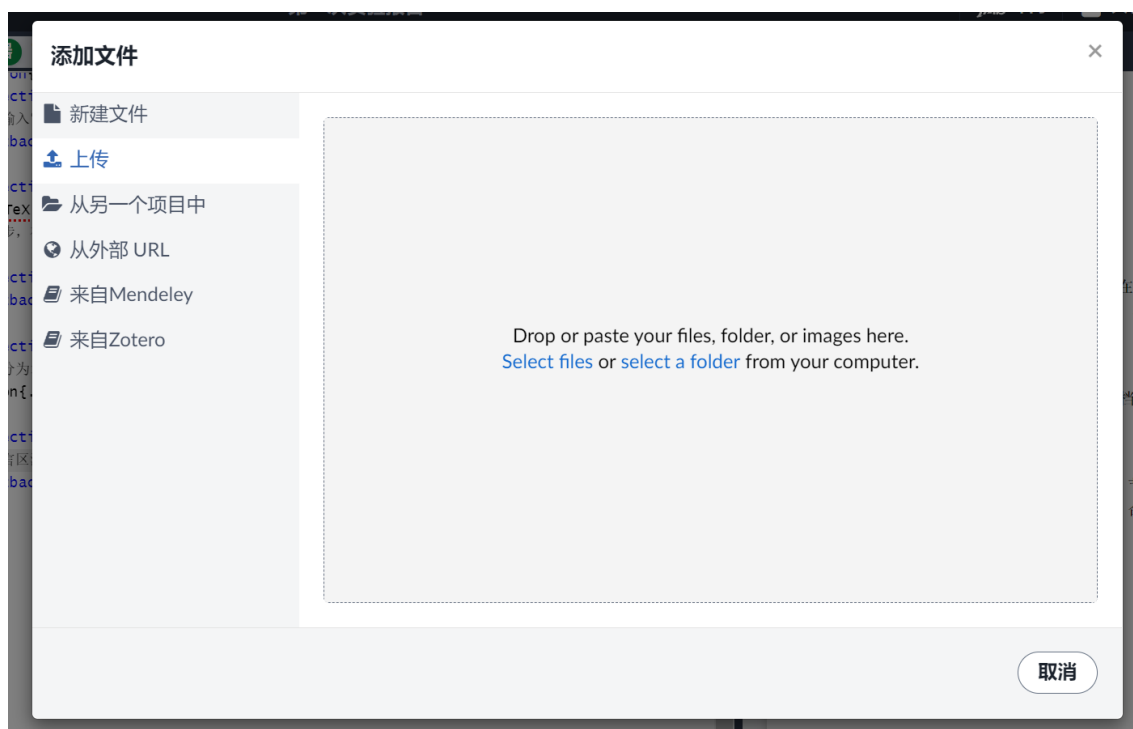 添加文件
×
新建文件
上传
从另一个项目中
从外部 URL
来自Mendeley
来自Zotero
Drop or paste your files, folder, or images here.
Select files or select a folder from your computer.
取消